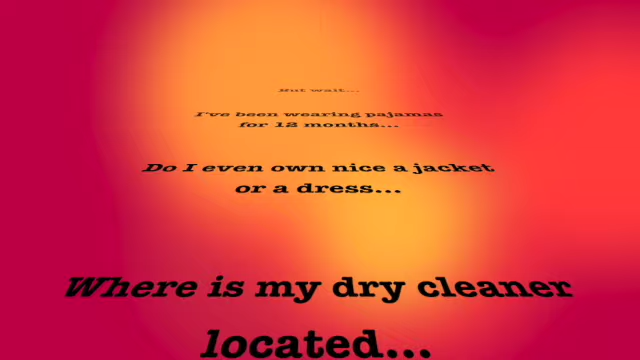 But wait...
I've been wearing pajamas
for 12 months...
Do I even own nice a jacket
or a dress...
Where is my dry cleaner
located...